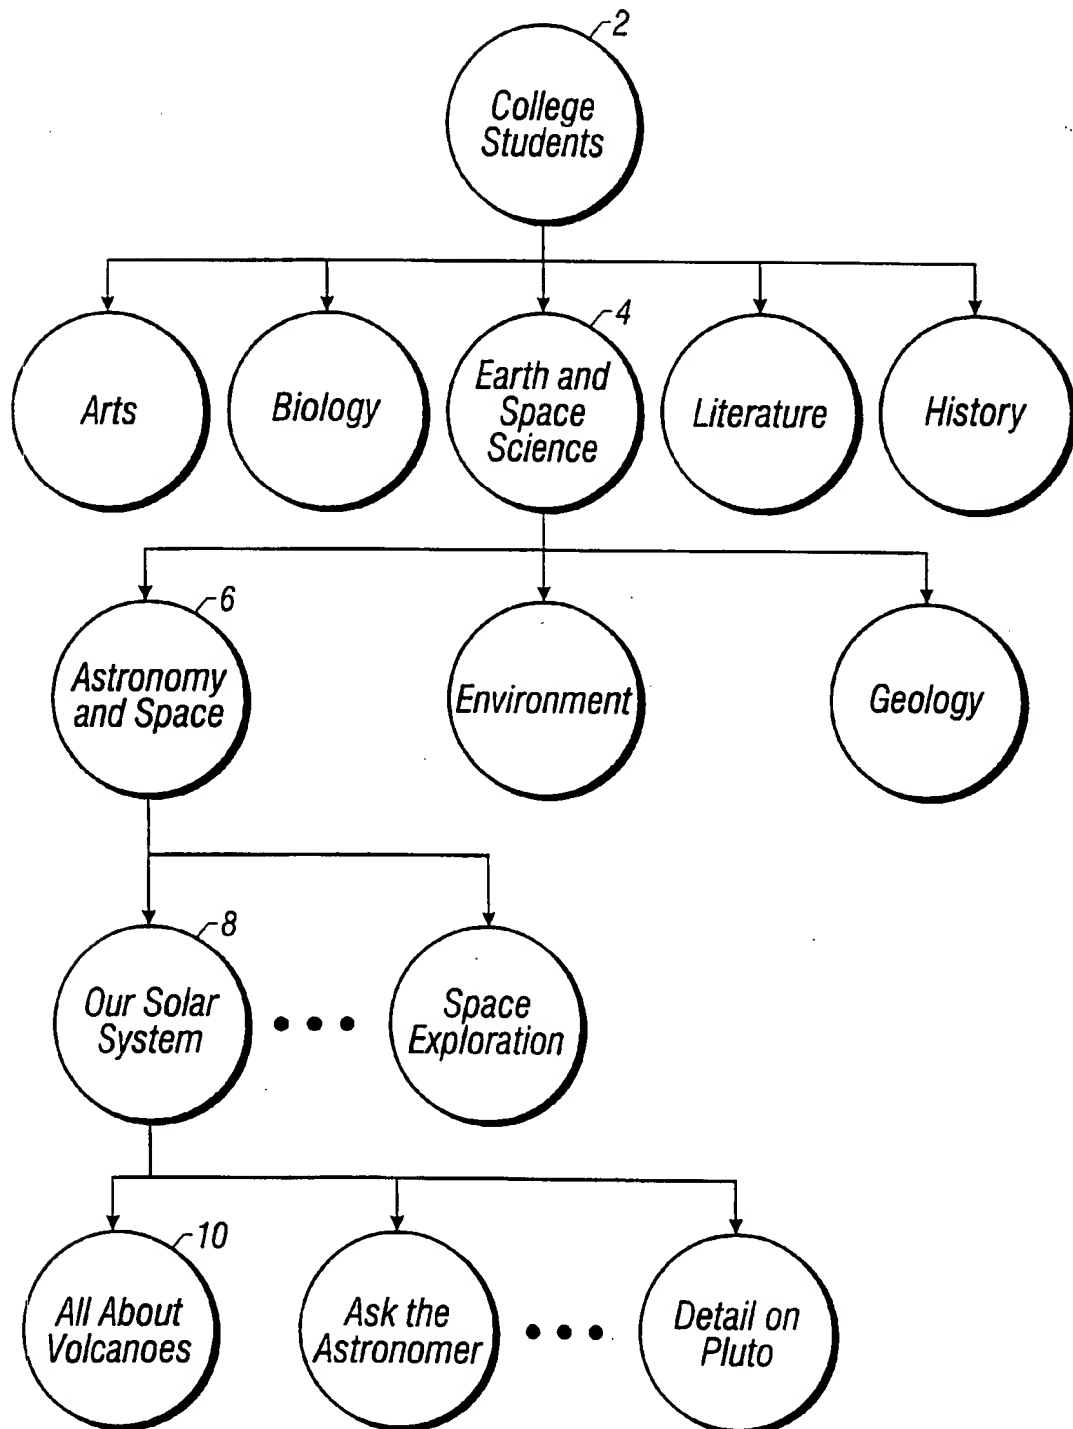 2
College
Students
Arts
Biology
4
Earth and
Space
Science
Literature
History
6
Astronomy
and Space
Environment
Geology
8
Our Solar
System
Space
Exploration
10
All About
Volcanoes
Ask the
Astronomer
Detail on
Pluto